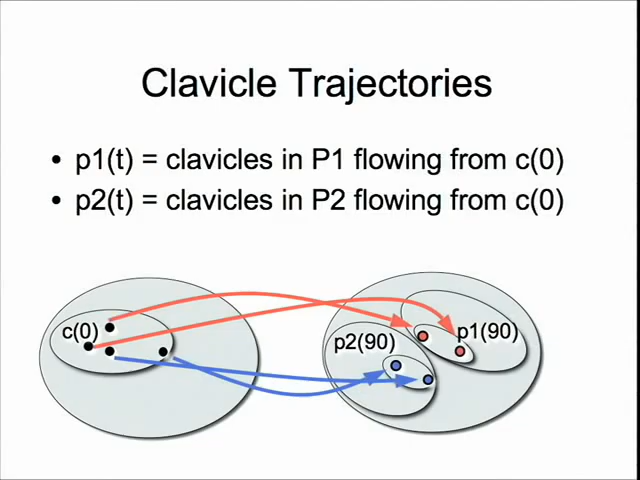 Clavicle Trajectories
• p1(t) = clavicles in P1 flowing from c(0)
• p2(t) = clavicles in P2 flowing from c(0)
c(0)
p2(90)
p1(90)